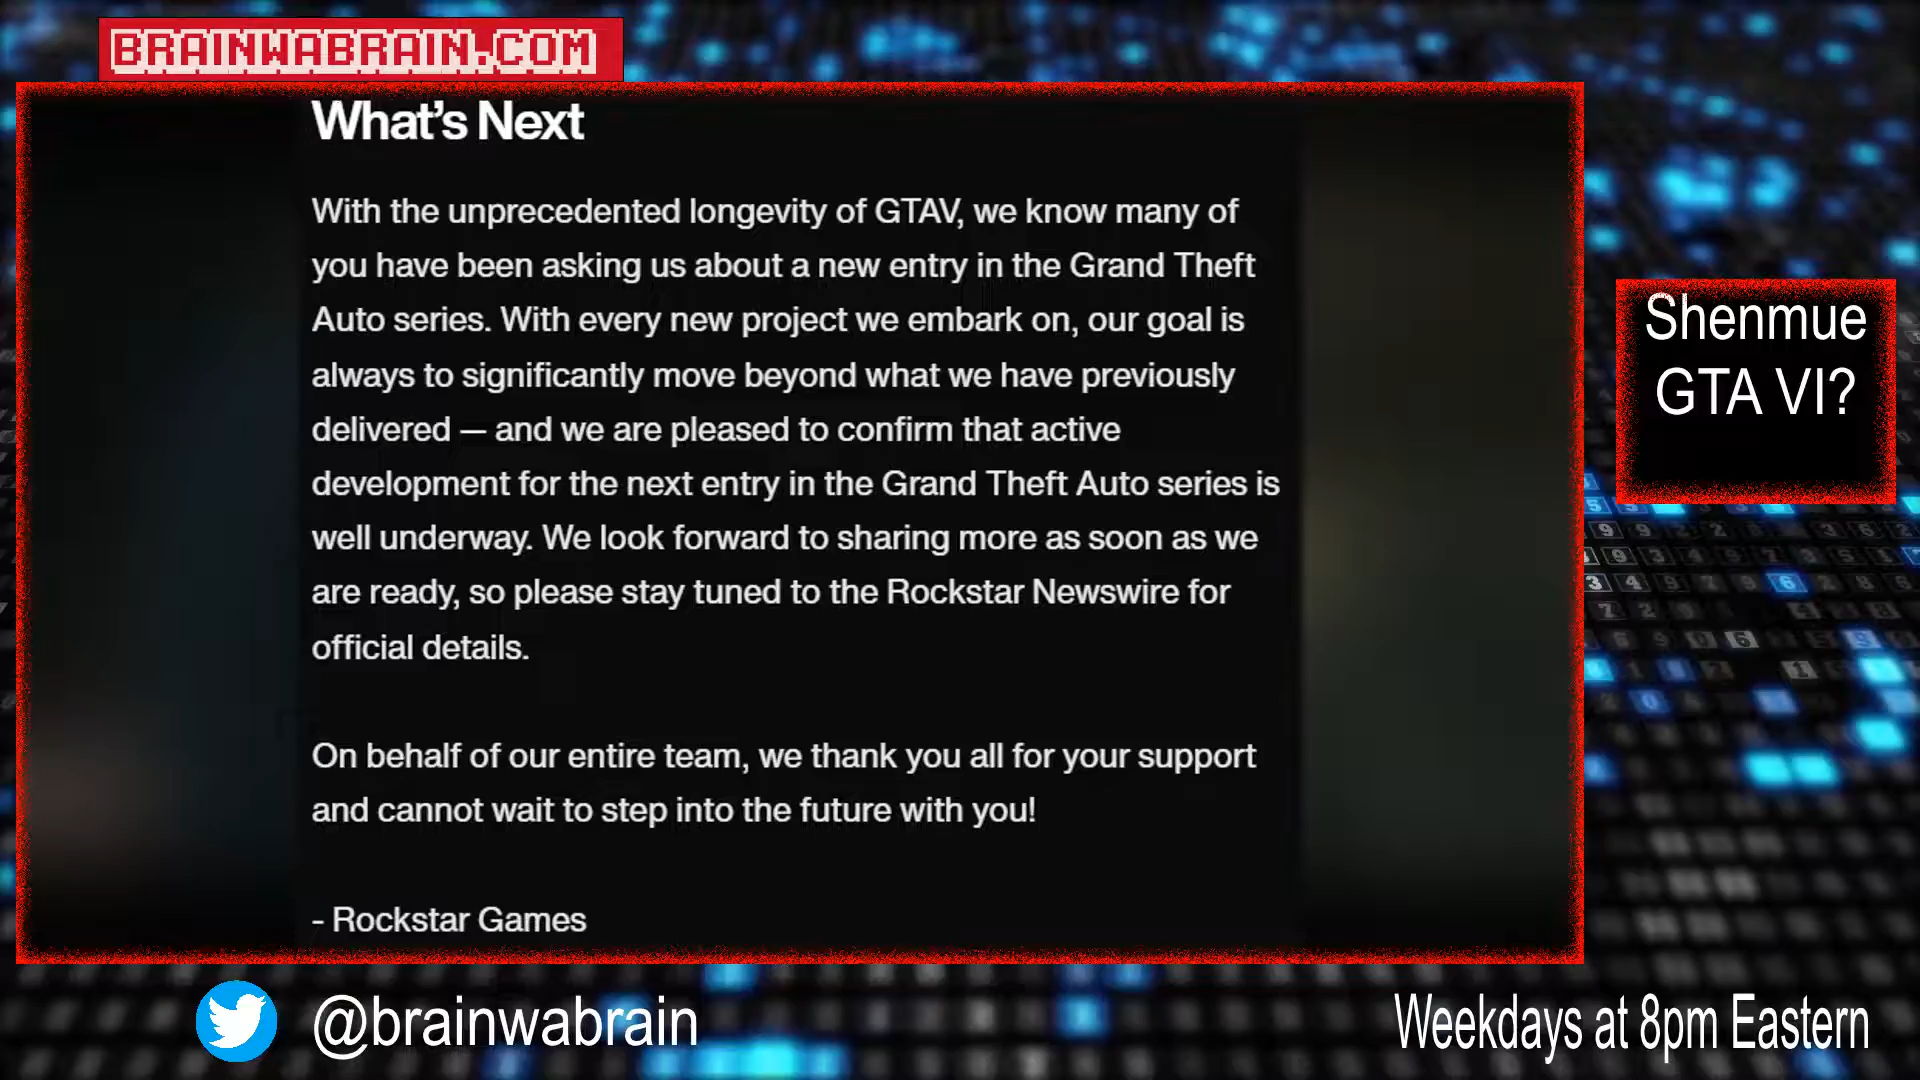 BRAINWABRAIN.COM
What's Next
With the unprecedented longevity of GTAV, we know many of
you have been asking us about a new entry in the Grand Theft
Auto series. With every new project we embark on, our goal is
always to significantly move beyond what we have previously
delivered — and we are pleased to confirm that active
development for the next entry in the Grand Theft Auto series is
well underway. We look forward to sharing more as soon as we
are ready, so please stay tuned to the Rockstar Newswire for
official details.
On behalf of our entire team, we thank you all for your support
and cannot wait to step into the future with you!
- Rockstar Games
Shenmue
GTA VI?
@brainwabrain
Weekdays at 8pm Eastern